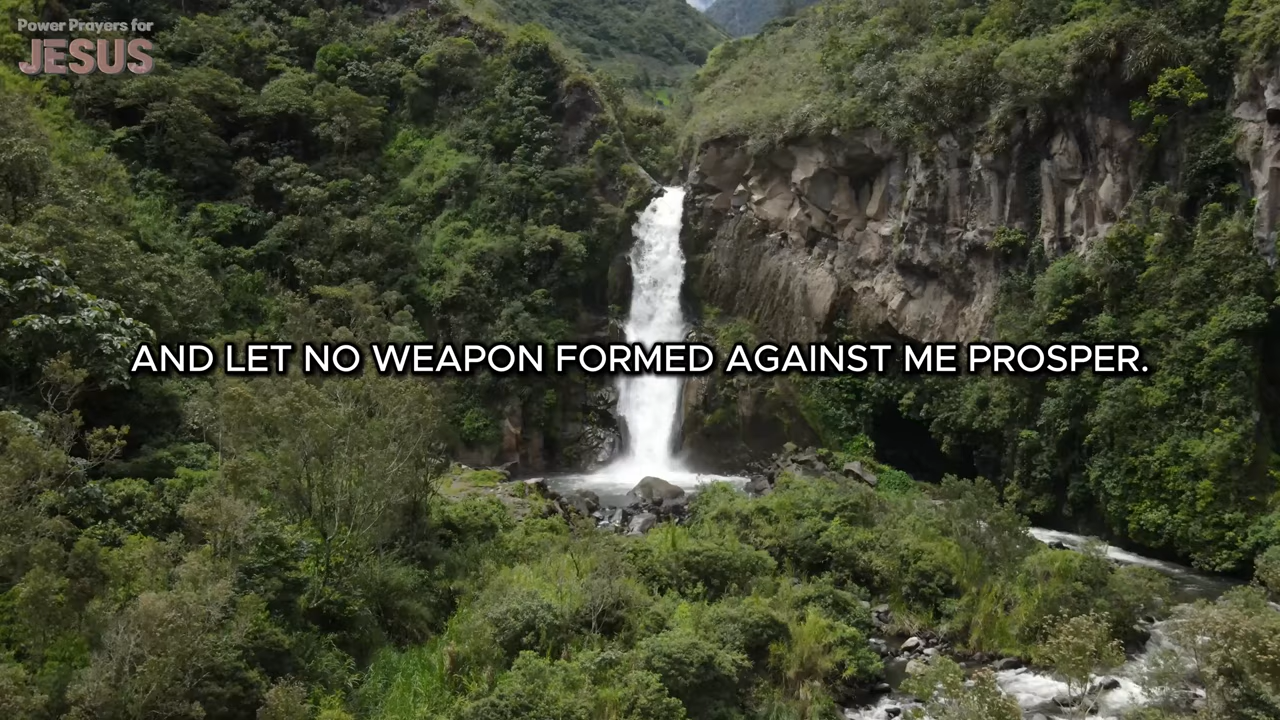 Power Prayers for
JESUS
AND LET NO WEAPON FORMED AGAINST ME PROSPER.